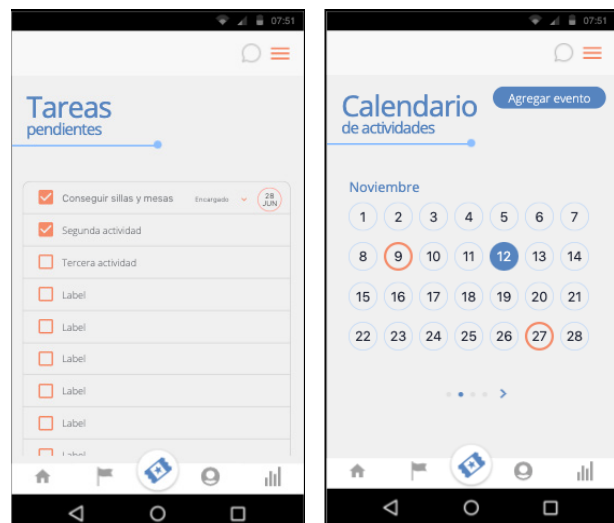 07:51
Tareas
pendientes
Conseguir sillas y mesas Encargado 28 JUN
Segunda actividad
Tercera actividad
Label
Label
Label
Label
Label
Label
07:51
Calendario
de actividades
Agregar evento
Noviembre
1 2 3 4 5 6 7
8 9 10 11 12 13 14
15 16 17 18 19 20 21
22 23 24 25 26 27 28